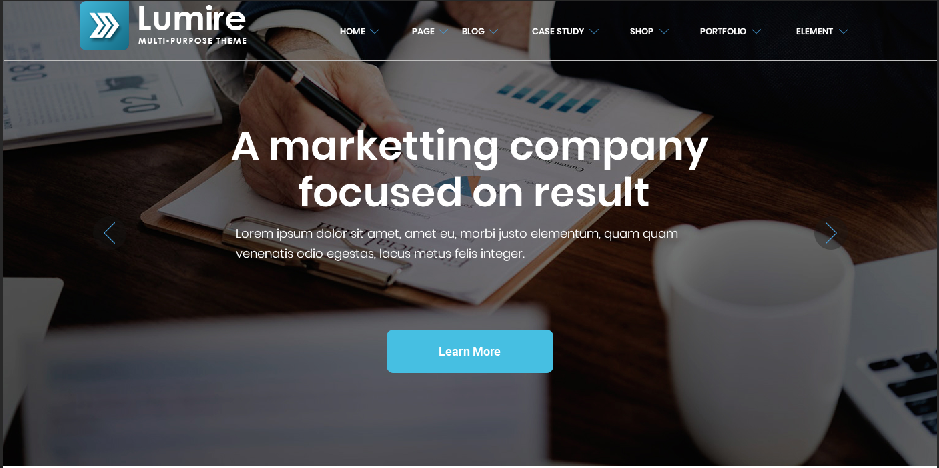 Lumire
MULTI-PURPOSE THEME
HOME PAGE BLOG CASE STUDY SHOP PORTFOLIO ELEMENT
A marketting company
focused on result
Lorem ipsum dolor sit amet, amet eu, morbi justo elementum, quam quam
venenatis odio egestas, lacus metus felis integer.
Learn More